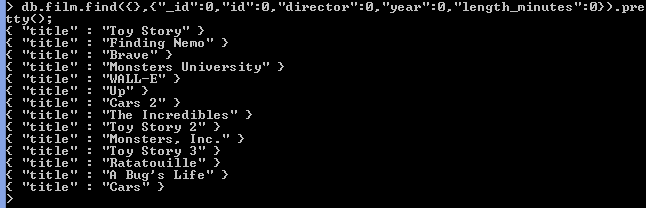 > db.film.find({},{"_id":0,"id":0,"director":0,"year":0,"length_minutes":0}).pre
tty();
{ "title" : "Toy Story" }
{ "title" : "Finding Nemo" }
{ "title" : "Brave" }
{ "title" : "Monsters University" }
{ "title" : "WALL-E" }
{ "title" : "Up" }
{ "title" : "Cars 2" }
{ "title" : "The Incredibles" }
{ "title" : "Toy Story 2" }
{ "title" : "Monsters, Inc." }
{ "title" : "Toy Story 3" }
{ "title" : "Ratatouille" }
{ "title" : "A Bug's Life" }
{ "title" : "Cars" }
>